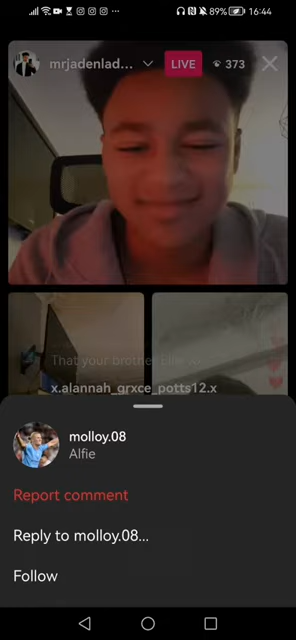 89% 16:44
mrjadenlad... LIVE 373
That your brother
x.alannah_grxce_potts12.x
molloy.08
Alfie
Report comment
Reply to molloy.08...
Follow